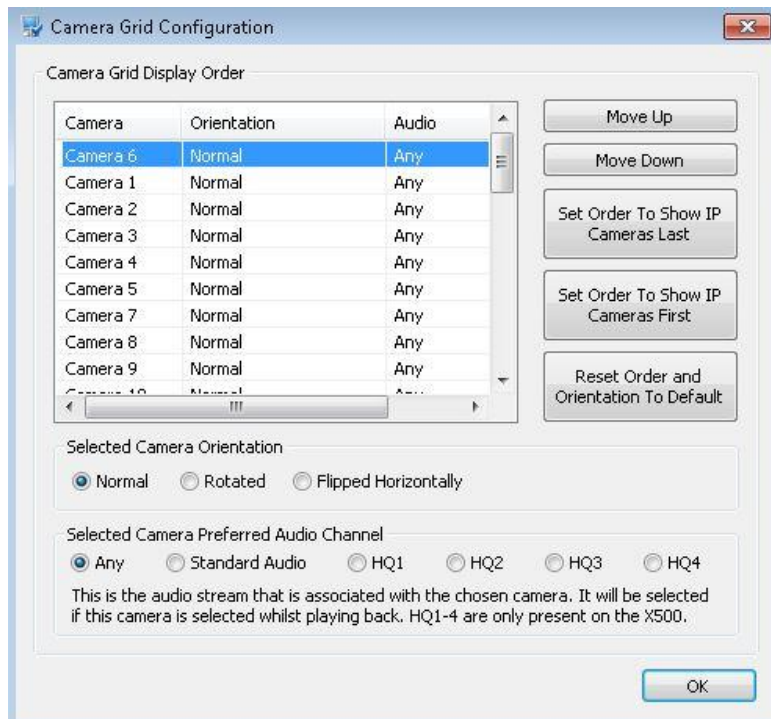 Camera Grid Configuration
Camera Grid Display Order
Camera Orientation Audio
Camera 6 Normal Any
Camera 1 Normal Any
Camera 2 Normal Any
Camera 3 Normal Any
Camera 4 Normal Any
Camera 5 Normal Any
Camera 7 Normal Any
Camera 8 Normal Any
Camera 9 Normal Any
Camera 10 Normal Any
Move Up
Move Down
Set Order To Show IP
Cameras Last
Set Order To Show IP
Cameras First
Reset Order and
Orientation To Default
Selected Camera Orientation
Normal Rotated Flipped Horizontally
Selected Camera Preferred Audio Channel
Any Standard Audio HQ1 HQ2 HQ3 HQ4
This is the audio stream that is associated with the chosen camera. It will be selected
if this camera is selected whilst playing back. HQ1-4 are only present on the X500.
OK